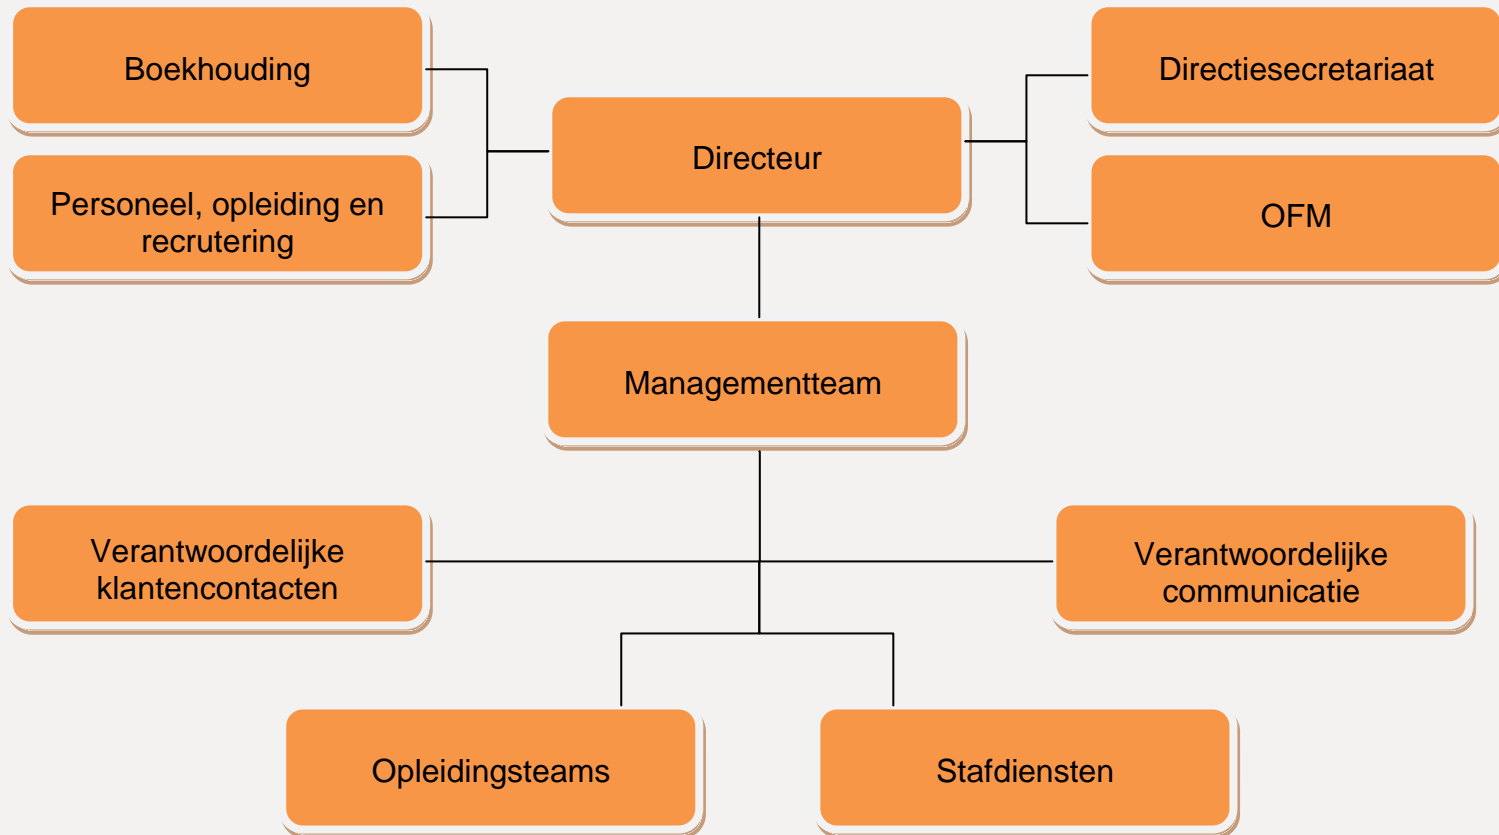 Boekhouding
Directiesecretariaat
Directeur
Personeel, opleiding en
recrutering
OFM
Managementteam
Verantwoordelijke
klantencontacten
Verantwoordelijke
communicatie
Opleidingsteams
Stafdiensten